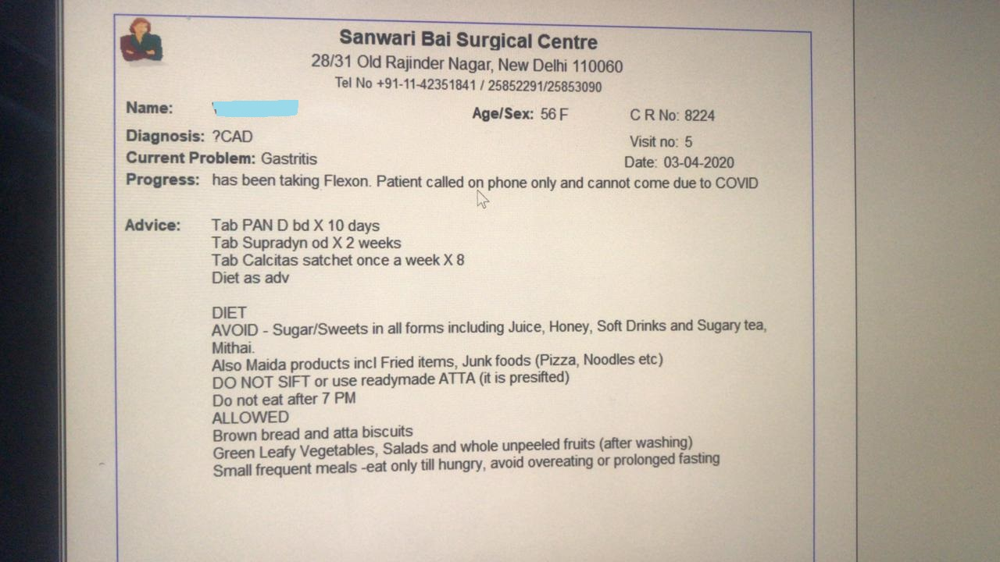 Sanwari Bai Surgical Centre
28/31 Old Rajinder Nagar, New Delhi 110060
Tel No +91-11-42351841 / 25852291/25853090
Name:
Age/Sex: 56 F
C R No: 8224
Diagnosis: ?CAD
Visit no: 5
Current Problem: Gastritis
Date: 03-04-2020
Progress: has been taking Flexon. Patient called on phone only and cannot come due to COVID
Advice: Tab PAN D bd X 10 days
Tab Supradyn od X 2 weeks
Tab Calcitas satchet once a week X 8
Diet as adv
DIET
AVOID - Sugar/Sweets in all forms including Juice, Honey, Soft Drinks and Sugary tea,
Mithai.
Also Maida products incl Fried items, Junk foods (Pizza, Noodles etc)
DO NOT SIFT or use readymade ATTA (it is presifted)
Do not eat after 7 PM
ALLOWED
Brown bread and atta biscuits
Green Leafy Vegetables, Salads and whole unpeeled fruits (after washing)
Small frequent meals -eat only till hungry, avoid overeating or prolonged fasting